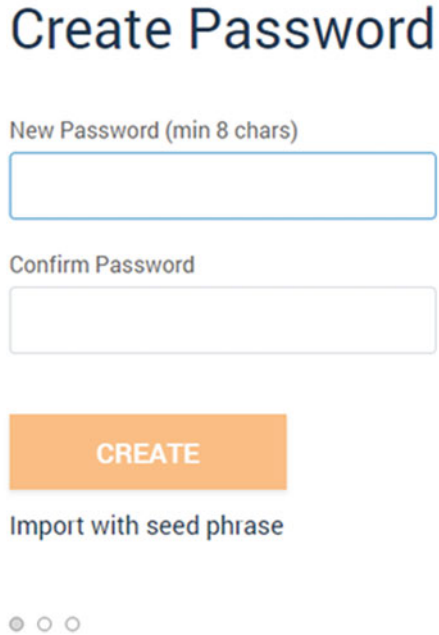 Create Password
New Password (min 8 chars)
Confirm Password
CREATE
Import with seed phrase